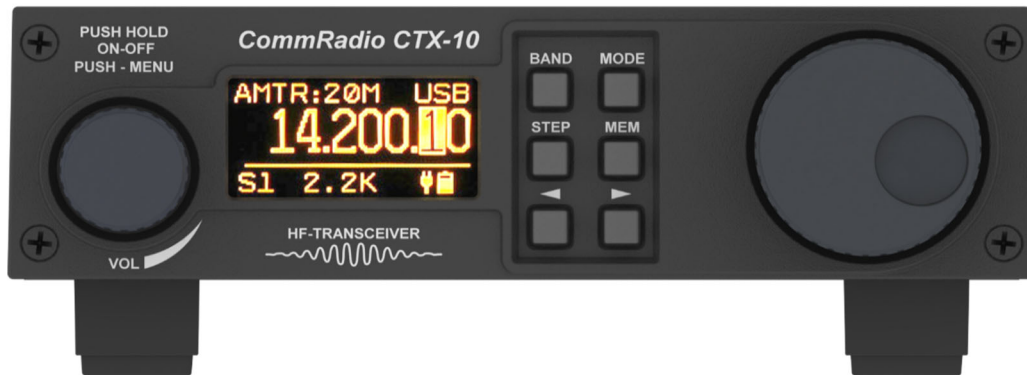 PUSH HOLD
ON-OFF
PUSH - MENU
CommRadio CTX-10
AMTR:20M USB
14.200.10
S1 2.2K
HF-TRANSCEIVER
VOL
BAND MODE
STEP MEM
◄ ►